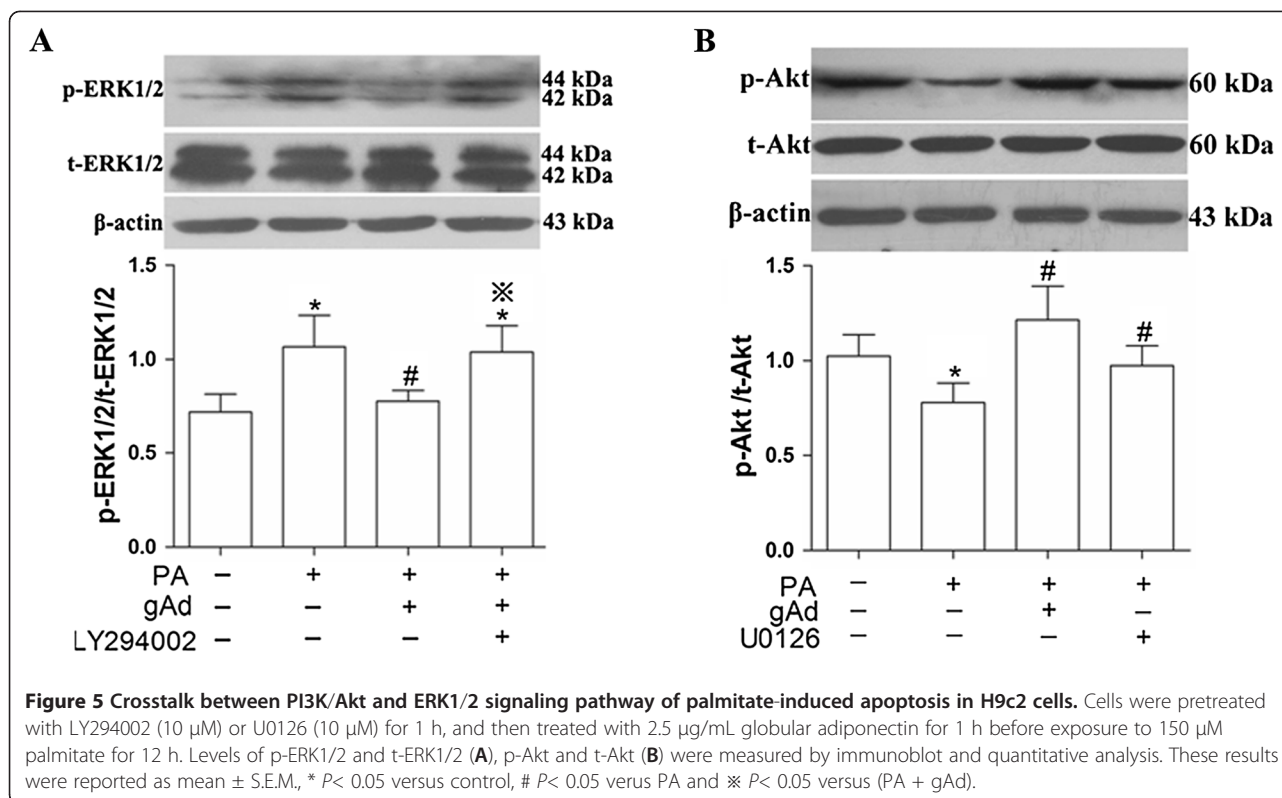 A
p-ERK1/2
44 kDa
42 kDa
t-ERK1/2
44 kDa
42 kDa
β-actin
43 kDa
p-ERK1/2/t-ERK1/2
1.5
1.0
0.5
0.0
*
#
※
*
PA − + + +
gAd − − + +
LY294002 − − − +
B
p-Akt
60 kDa
t-Akt
60 kDa
β-actin
43 kDa
p-Akt/t-Akt
1.5
1.0
0.5
0.0
*
#
#
PA − + + +
gAd − − + −
U0126 − − − +
Figure 5 Crosstalk between PI3K/Akt and ERK1/2 signaling pathway of palmitate-induced apoptosis in H9c2 cells. Cells were pretreated
with LY294002 (10 μM) or U0126 (10 μM) for 1 h, and then treated with 2.5 μg/mL globular adiponectin for 1 h before exposure to 150 μM
palmitate for 12 h. Levels of p-ERK1/2 and t-ERK1/2 (A), p-Akt and t-Akt (B) were measured by immunoblot and quantitative analysis. These results
were reported as mean ± S.E.M., * P< 0.05 versus control, # P< 0.05 verus PA and ※ P< 0.05 versus (PA + gAd).